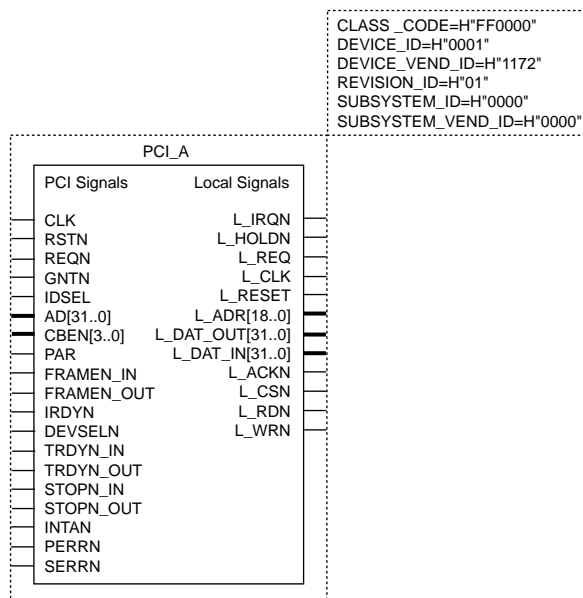 CLASS _CODE=H"FF0000"
DEVICE_ID=H"0001"
DEVICE_VEND_ID=H"1172"
REVISION_ID=H"01"
SUBSYSTEM_ID=H"0000"
SUBSYSTEM_VEND_ID=H"0000"
PCI_A
PCI Signals Local Signals
CLK L_IRQN
RSTN L_HOLDN
REQN L_REQ
GNTN L_CLK
IDSEL L_RESET
AD[31..0] L_ADR[18..0]
CBEN[3..0] L_DAT_OUT[31..0]
PAR L_DAT_IN[31..0]
FRAMEN_IN L_ACKN
FRAMEN_OUT L_CSN
IRDYN L_RDN
DEVSELN L_WRN
TRDYN_IN
TRDYN_OUT
STOPN_IN
STOPN_OUT
INTAN
PERRN
SERRN